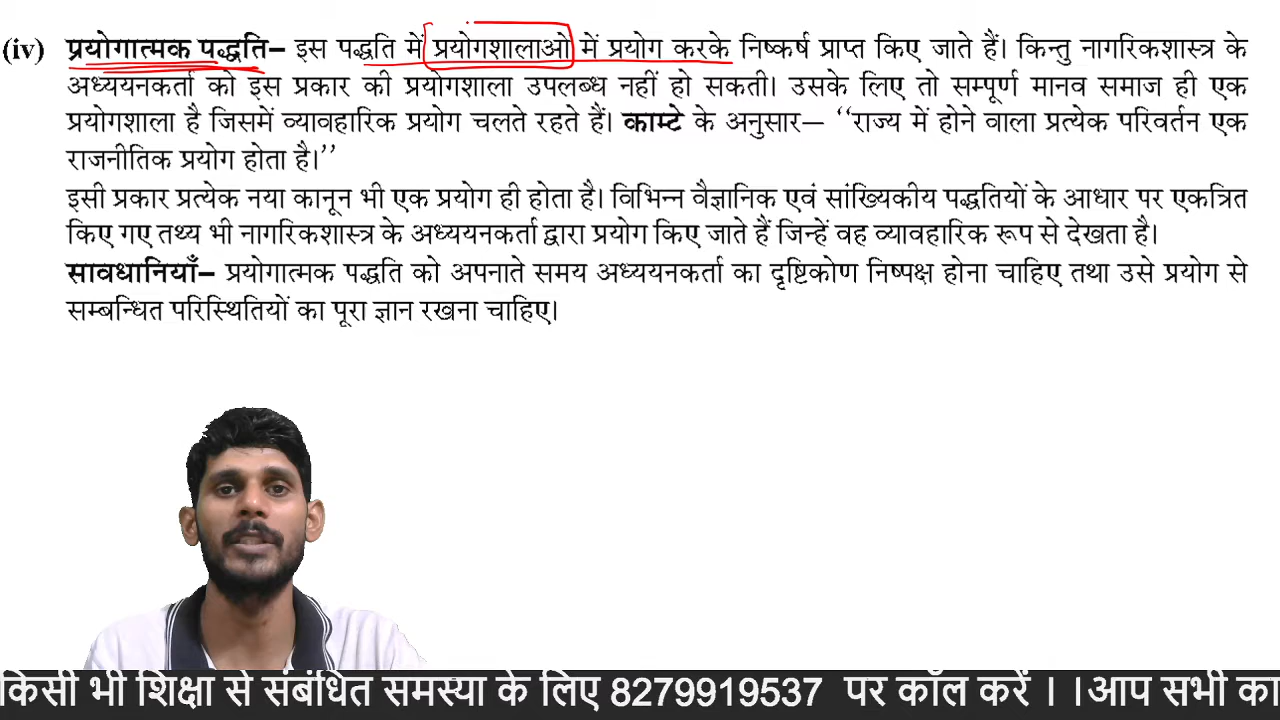 (iv) प्रयोगात्मक पद्धति– इस पद्धति में प्रयोगशालाओं में प्रयोग करके निष्कर्ष प्राप्त किए जाते हैं। किन्तु नागरिकशास्त्र के
अध्ययनकर्ता को इस प्रकार की प्रयोगशाला उपलब्ध नहीं हो सकती। उसके लिए तो सम्पूर्ण मानव समाज ही एक
प्रयोगशाला है जिसमें व्यावहारिक प्रयोग चलते रहते हैं। काम्टे के अनुसार— ‘‘राज्य में होने वाला प्रत्येक परिवर्तन एक
राजनीतिक प्रयोग होता है।’’
इसी प्रकार प्रत्येक नया कानून भी एक प्रयोग ही होता है। विभिन्न वैज्ञानिक एवं सांख्यिकीय पद्धतियों के आधार पर एकत्रित
किए गए तथ्य भी नागरिकशास्त्र के अध्ययनकर्ता द्वारा प्रयोग किए जाते हैं जिन्हें वह व्यावहारिक रूप से देखता है।
सावधानियाँ– प्रयोगात्मक पद्धति को अपनाते समय अध्ययनकर्ता का दृष्टिकोण निष्पक्ष होना चाहिए तथा उसे प्रयोग से
सम्बन्धित परिस्थितियों का पूरा ज्ञान रखना चाहिए।
किसी भी शिक्षा से संबंधित समस्या के लिए 8279919537 पर कॉल करें । ।आप सभी का